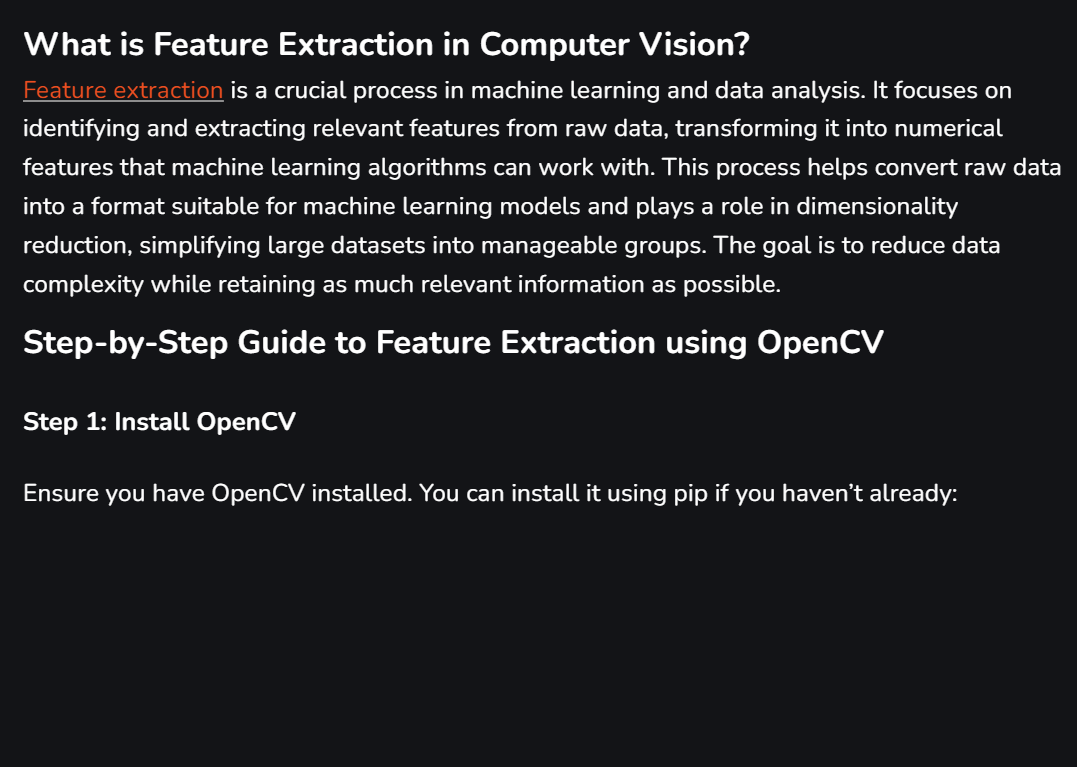 What is Feature Extraction in Computer Vision?
Feature extraction is a crucial process in machine learning and data analysis. It focuses on
identifying and extracting relevant features from raw data, transforming it into numerical
features that machine learning algorithms can work with. This process helps convert raw data
into a format suitable for machine learning models and plays a role in dimensionality
reduction, simplifying large datasets into manageable groups. The goal is to reduce data
complexity while retaining as much relevant information as possible.
Step-by-Step Guide to Feature Extraction using OpenCV
Step 1: Install OpenCV
Ensure you have OpenCV installed. You can install it using pip if you haven’t already: